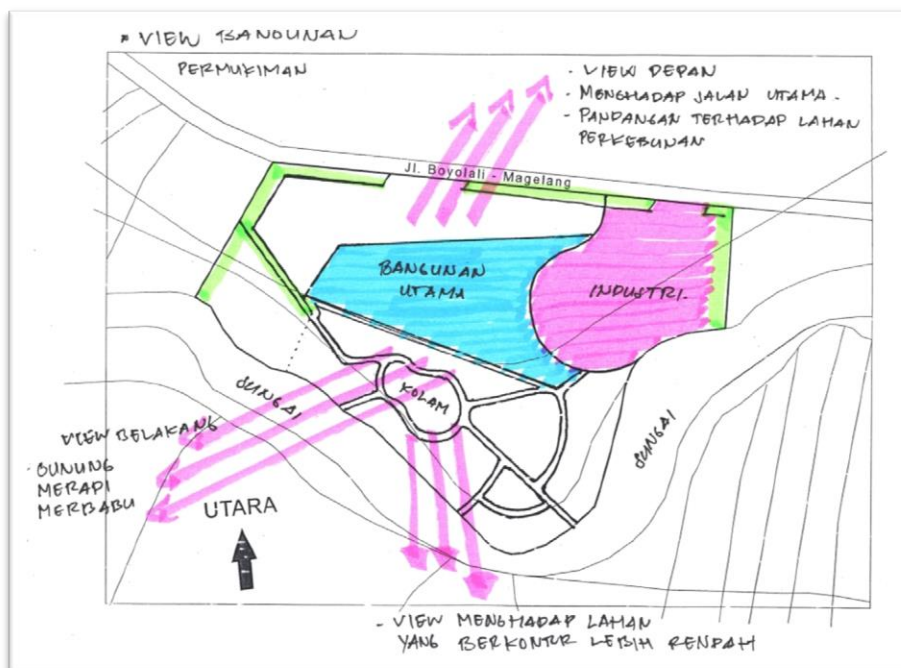 * VIEW BANGUNAN
PERMUKIMAN
- VIEW DEPAN
- MENGHADAP JALAN UTAMA.
- PANDANGAN TERHADAP LAHAN
PERKEBUNAN
Jl. Boyolali - Magelang
BANGUNAN
UTAMA
INDUSTRI.
SUNGAI
KOLAM
SUNGAI
VIEW BELAKANG
- GUNUNG
MERAPI
MERBABU
UTARA
- VIEW MENGHADAP LAHAN
YANG BERKONTUR LEBIH RENDAH